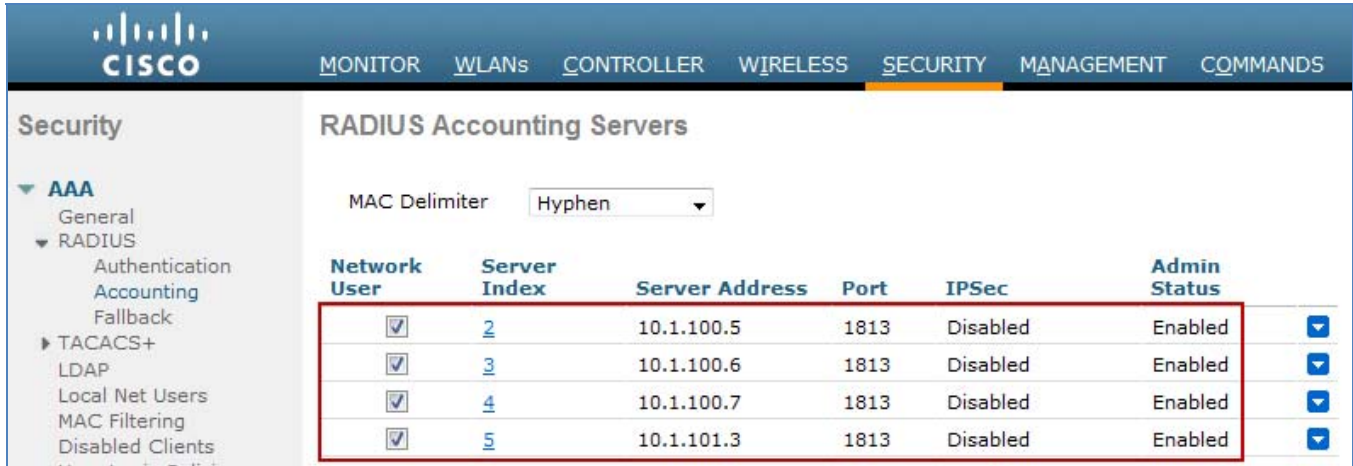 CISCO
MONITOR WLANs CONTROLLER WIRELESS SECURITY MANAGEMENT COMMANDS
Security
AAA
General
RADIUS
Authentication
Accounting
Fallback
TACACS+
LDAP
Local Net Users
MAC Filtering
Disabled Clients
RADIUS Accounting Servers
MAC Delimiter Hyphen
Network User Server Index Server Address Port IPSec Admin Status
2 10.1.100.5 1813 Disabled Enabled
3 10.1.100.6 1813 Disabled Enabled
4 10.1.100.7 1813 Disabled Enabled
5 10.1.101.3 1813 Disabled Enabled